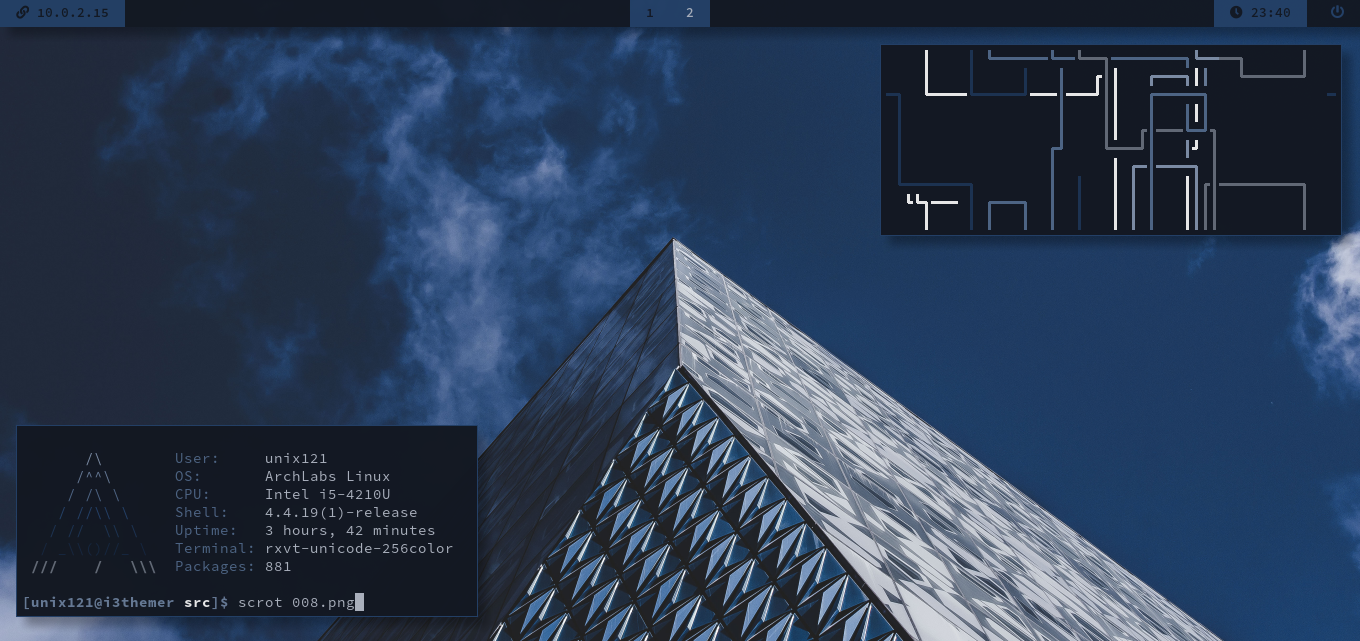 10.0.2.15
1 2
23:40
User: unix121
OS: ArchLabs Linux
CPU: Intel i5-4210U
Shell: 4.4.19(1)-release
Uptime: 3 hours, 42 minutes
Terminal: rxvt-unicode-256color
Packages: 881
[unix121@i3themer src]$ scrot 008.png